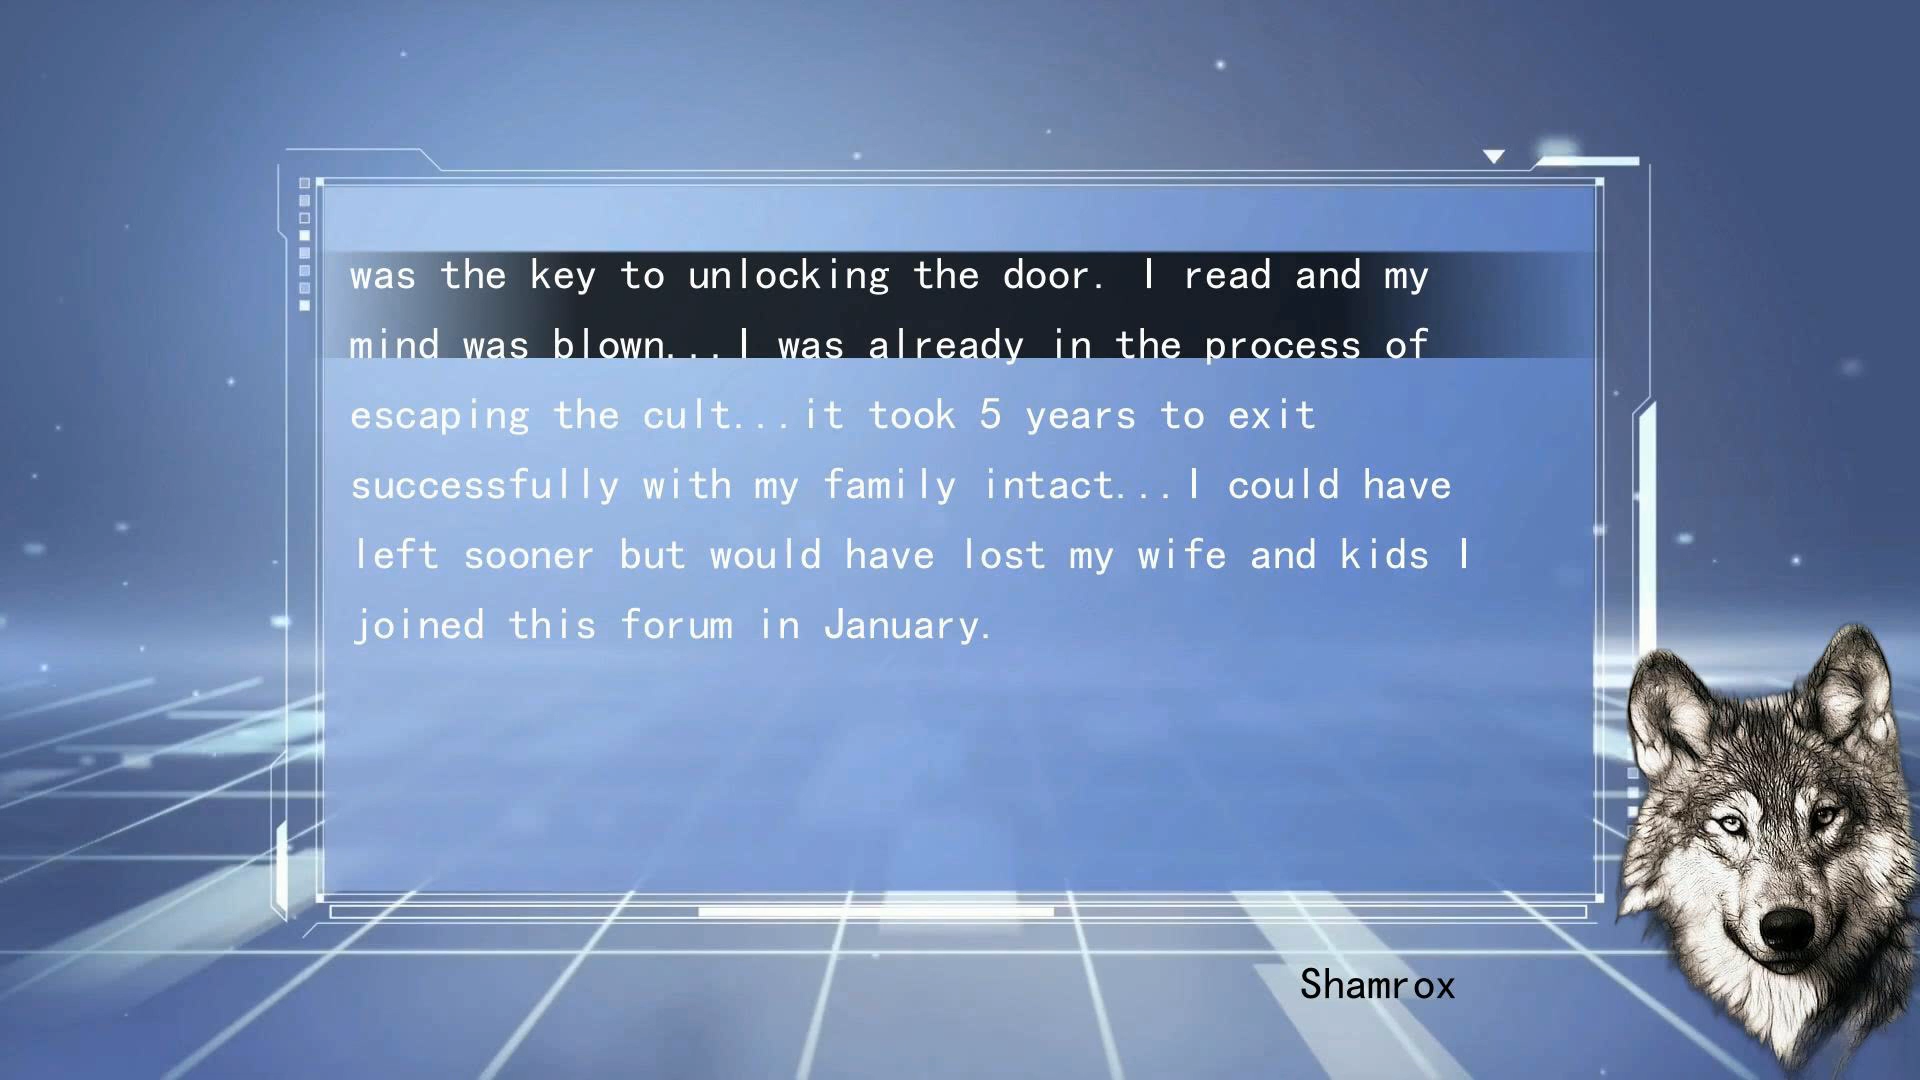 was the key to unlocking the door. I read and my
mind was blown...I was already in the process of
escaping the cult...it took 5 years to exit
successfully with my family intact...I could have
left sooner but would have lost my wife and kids I
joined this forum in January.
Shamrox